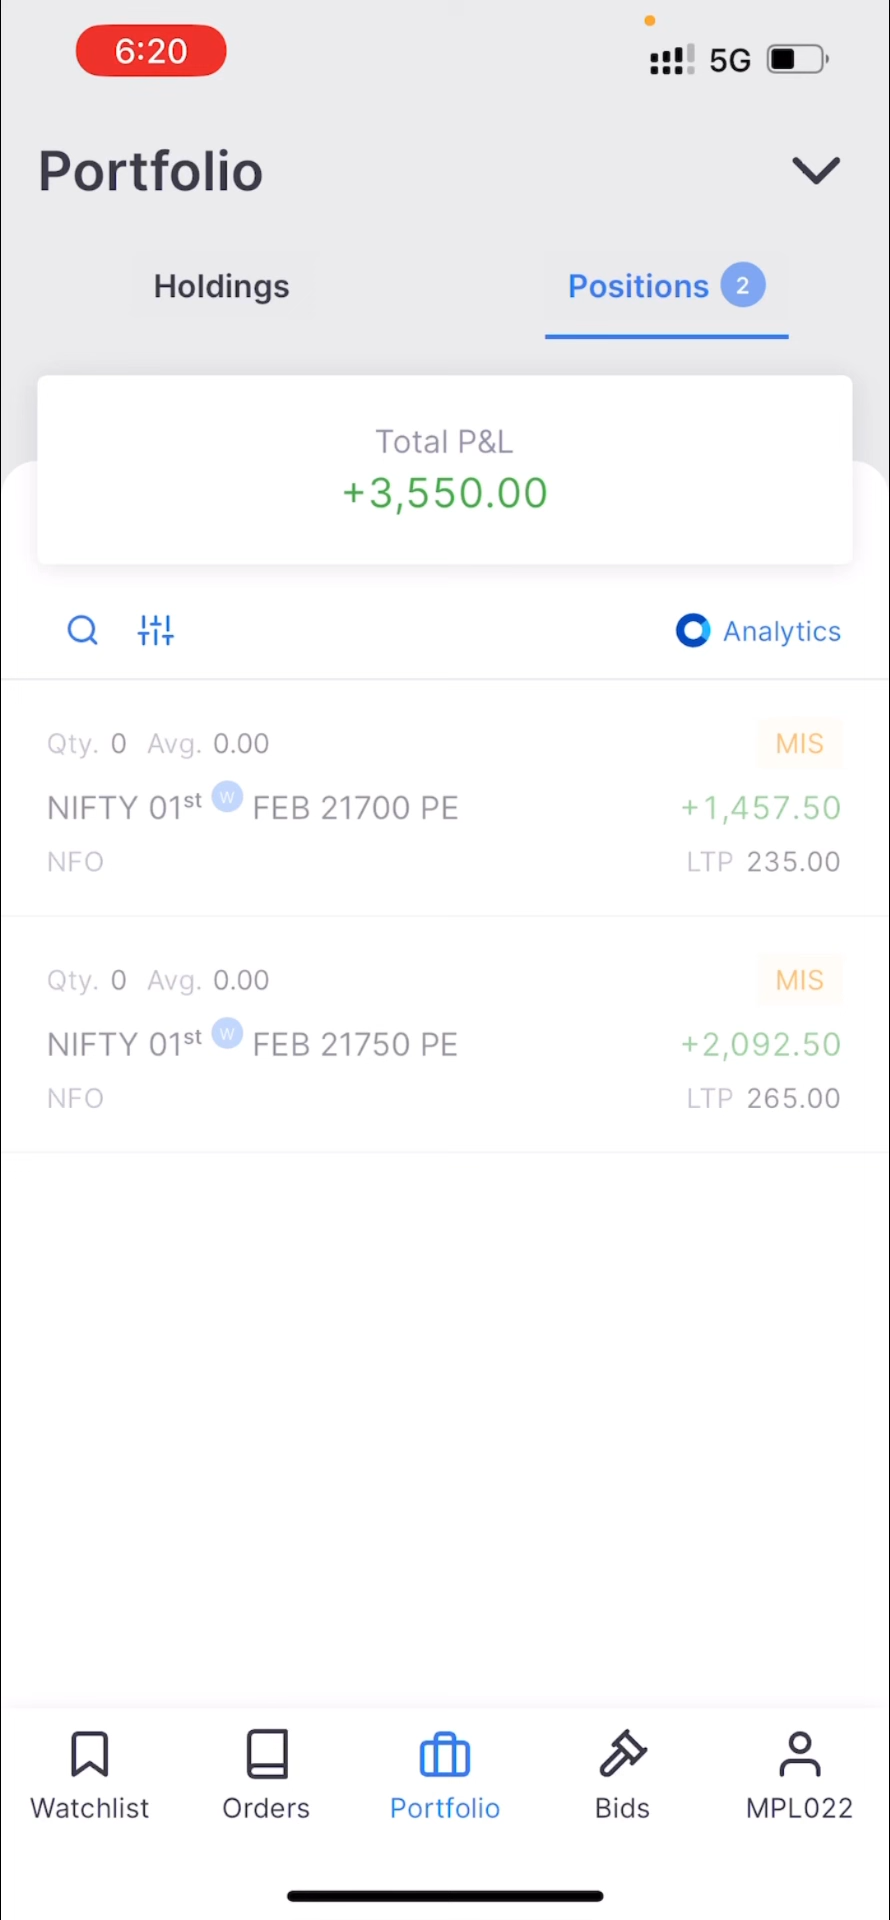 6:20 5G
Portfolio
Holdings Positions 2
Total P&L
+3,550.00
Analytics
Qty. 0 Avg. 0.00 MIS
NIFTY 01st W FEB 21700 PE +1,457.50
NFO LTP 235.00
Qty. 0 Avg. 0.00 MIS
NIFTY 01st W FEB 21750 PE +2,092.50
NFO LTP 265.00
Watchlist Orders Portfolio Bids MPL022